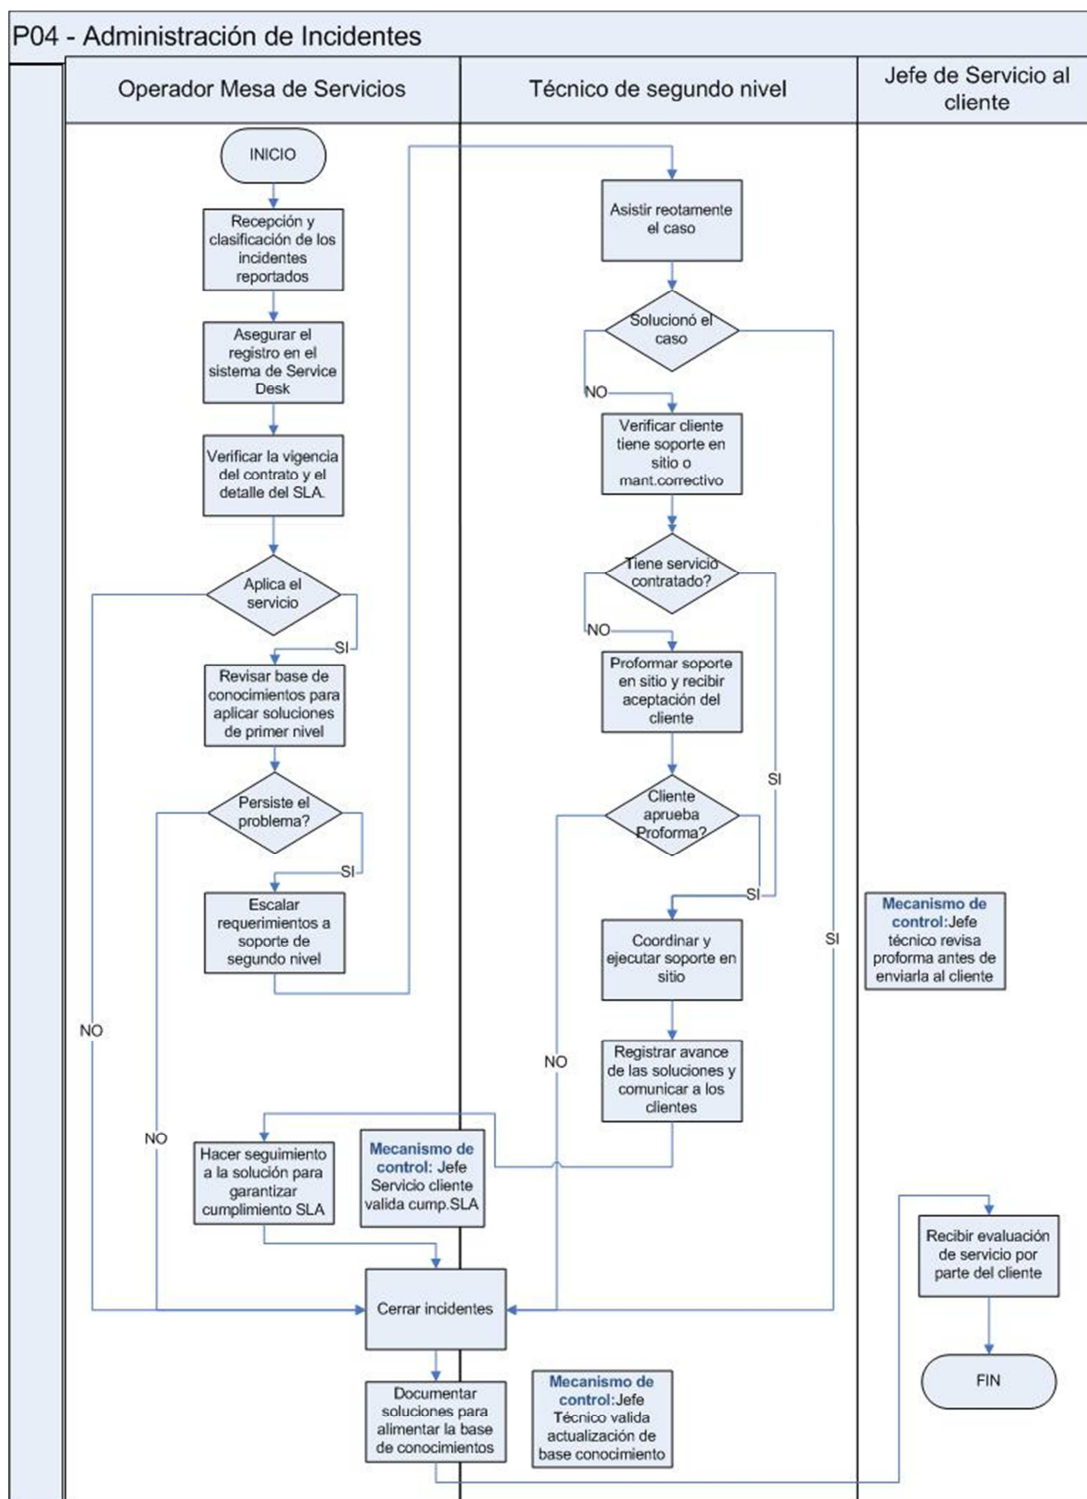 P04 - Administración de Incidentes
Operador Mesa de Servicios
Técnico de segundo nivel
Jefe de Servicio al
cliente
INICIO
Recepción y
clasificación de los
incidentes
reportados
Asegurar el
registro en el
sistema de Service
Desk
Verificar la vigencia
del contrato y el
detalle del SLA.
Aplica el
servicio
SI
Revisar base de
conocimientos para
aplicar soluciones
de primer nivel
Persiste el
problema?
SI
Escalar
requerimientos a
soporte de
segundo nivel
NO
NO
Hacer seguimiento
a la solución para
garantizar
cumplimiento SLA
Mecanismo de
control: Jefe
Servicio cliente
valida cump.SLA
Cerrar incidentes
Documentar
soluciones para
alimentar la base
de conocimientos
Asistir reotamente
el caso
Solucionó el
caso
NO
Verificar cliente
tiene soporte en
sitio o
mant.correctivo
Tiene servicio
contratado?
NO
Proformar soporte
en sitio y recibir
aceptación del
cliente
SI
Cliente
aprueba
Proforma?
SI
Coordinar y
ejecutar soporte en
sitio
SI
NO
Registrar avance
de las soluciones y
comunicar a los
clientes
Mecanismo de
control:Jefe
Técnico valida
actualización de
base conocimiento
Mecanismo de
control:Jefe
técnico revisa
proforma antes de
enviarla al cliente
Recibir evaluación
de servicio por
parte del cliente
FIN